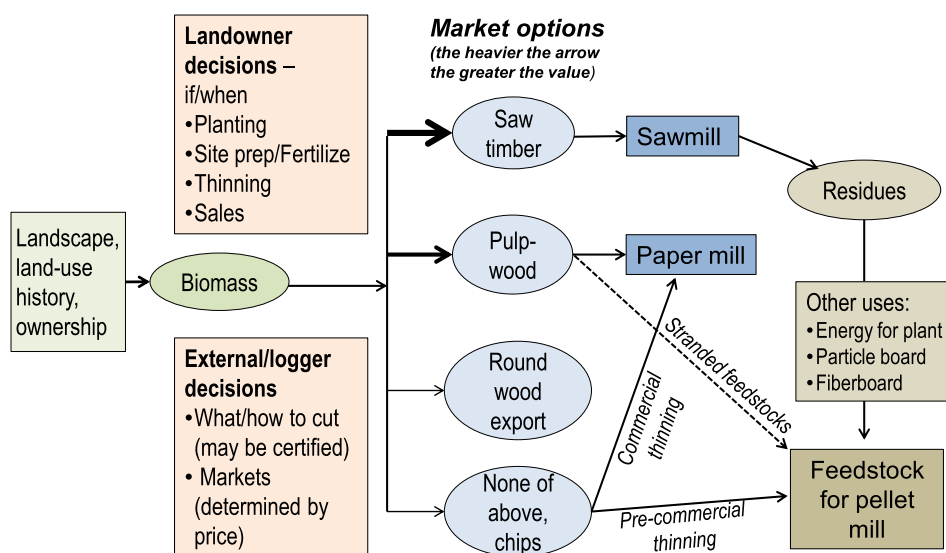 Landowner
decisions –
if/when
•Planting
•Site prep/Fertilize
•Thinning
•Sales
Market options
(the heavier the arrow
the greater the value)
Saw
timber
Sawmill
Residues
Landscape,
land-use
history,
ownership
Biomass
Pulp-
wood
Paper mill
Stranded feedstocks
Other uses:
•Energy for plant
•Particle board
•Fiberboard
External/logger
decisions
•What/how to cut
(may be certified)
• Markets
(determined by
price)
Round
wood
export
Commercial
thinning
None of
above,
chips
Pre-commercial
thinning
Feedstock
for pellet
mill